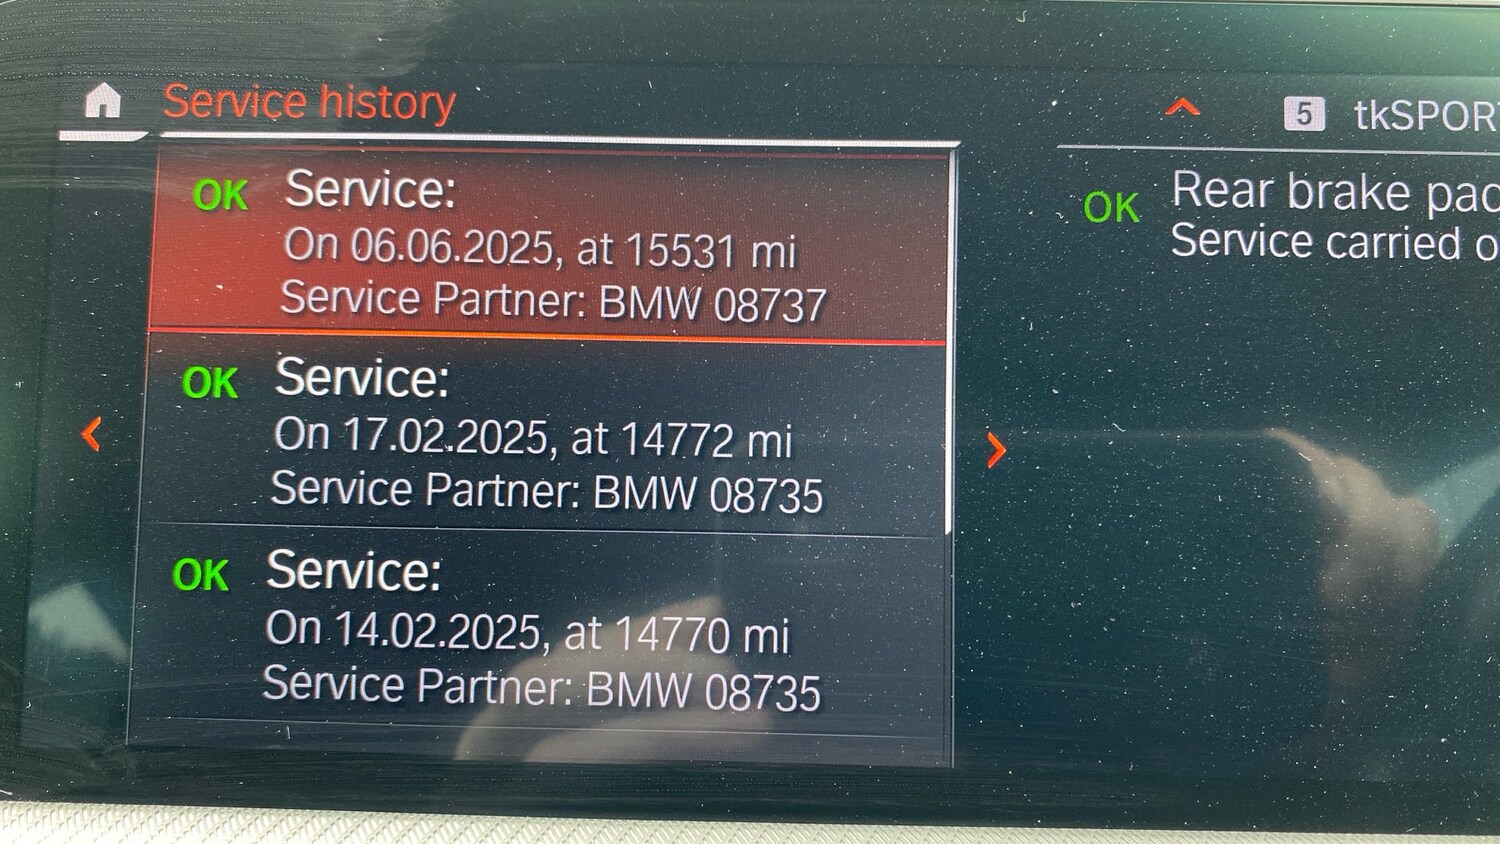 Service history
5 tkSPOR
OK Service:
On 06.06.2025, at 15531 mi
Service Partner: BMW 08737
OK Service:
On 17.02.2025, at 14772 mi
Service Partner: BMW 08735
OK Service:
On 14.02.2025, at 14770 mi
Service Partner: BMW 08735
OK Rear brake pac
Service carried o